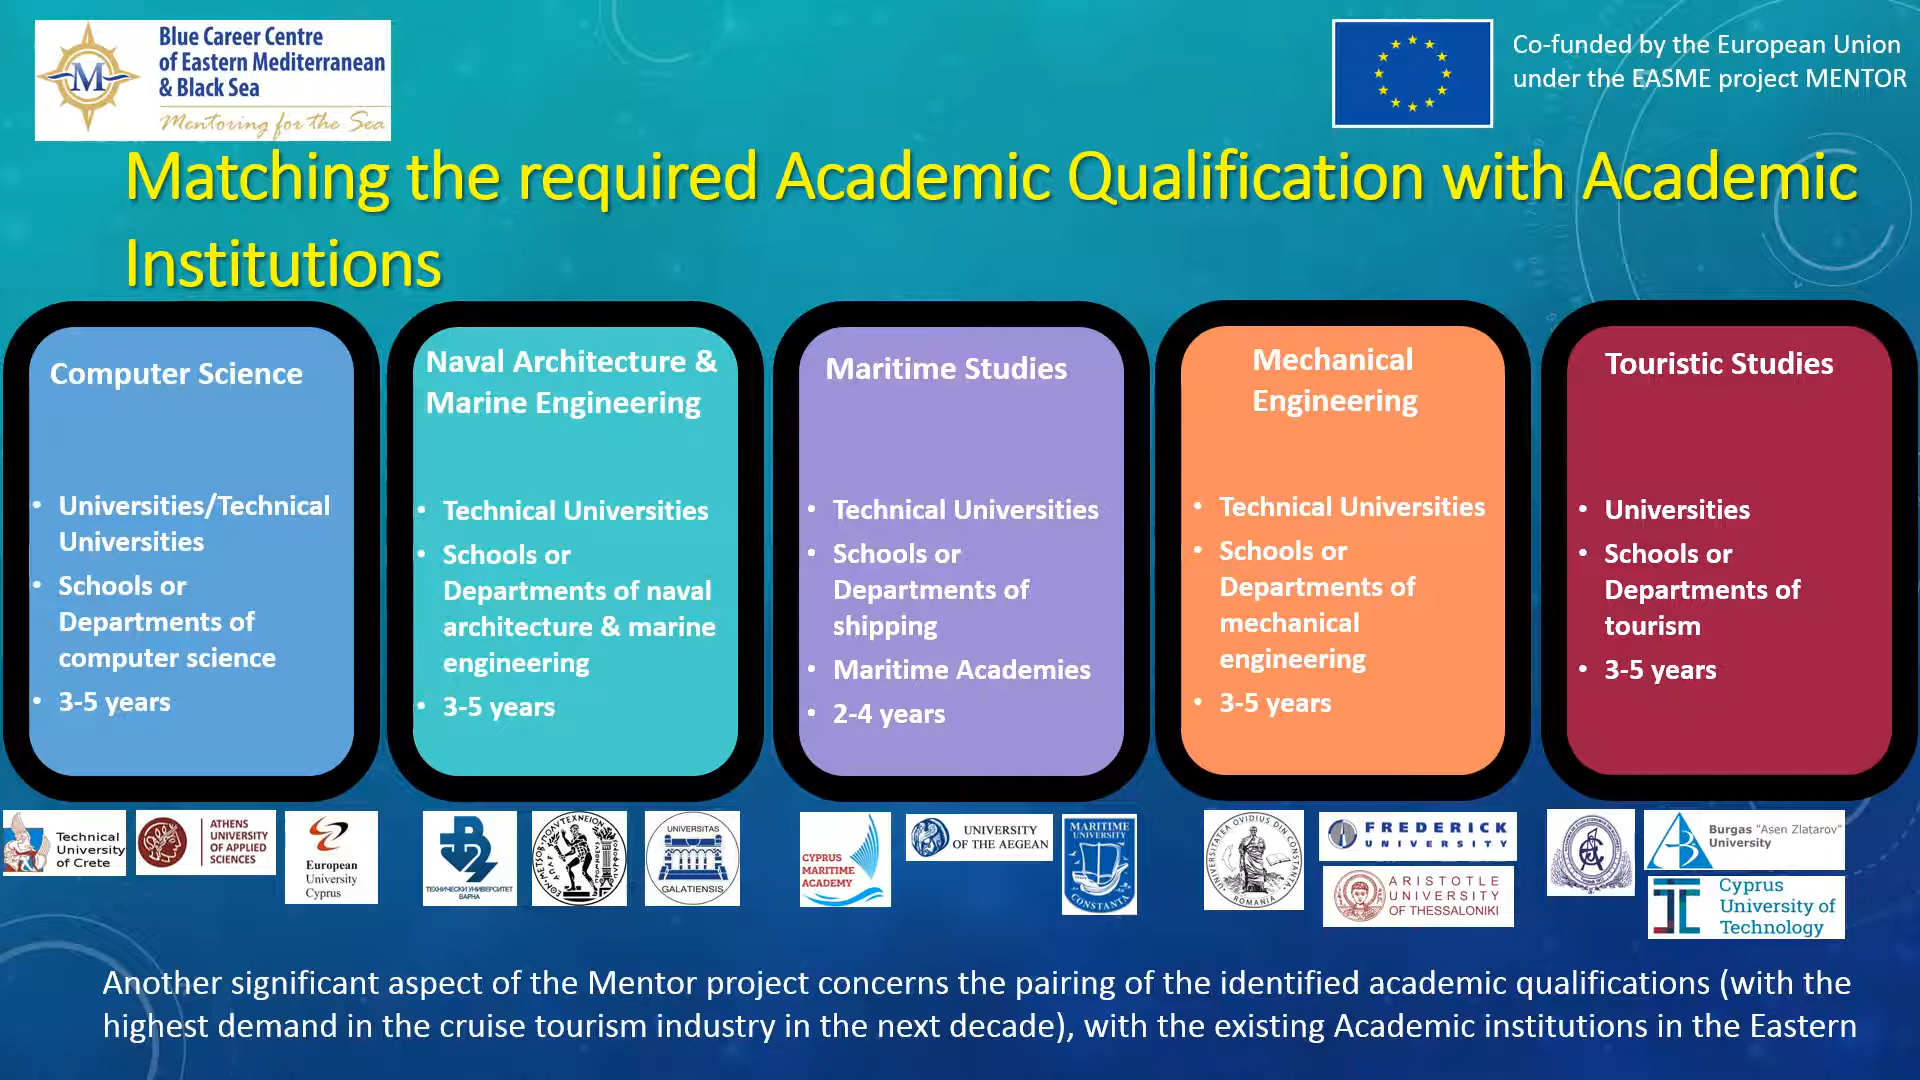 Blue Career Centre
of Eastern Mediterranean
& Black Sea
Mentoring for the Sea
M
Co-funded by the European Union
under the EASME project MENTOR
Matching the required Academic Qualification with Academic
Institutions
Computer Science
• Universities/Technical
Universities
• Schools or
Departments of
computer science
• 3-5 years
Naval Architecture &
Marine Engineering
• Technical Universities
• Schools or
Departments of naval
architecture & marine
engineering
• 3-5 years
Maritime Studies
• Technical Universities
• Schools or
Departments of
shipping
• Maritime Academies
• 2-4 years
Mechanical
Engineering
• Technical Universities
• Schools or
Departments of
mechanical
engineering
• 3-5 years
Touristic Studies
• Universities
• Schools or
Departments of
tourism
• 3-5 years
Technical
University
of Crete
ATHENS
UNIVERSITY
OF APPLIED
SCIENCES
European
University
Cyprus
ТЕХНИЧЕСКИ УНИВЕРСИТЕТ
ВАРНА
UNIVERSITAS
GALATIENSIS
CYPRUS
MARITIME
ACADEMY
UNIVERSITY
OF THE AEGEAN
MARITIME
UNIVERSITY
CONSTANTA
UNIVERSITATEA OVIDIUS DIN CONSTANTA
ROMANIA
FREDERICK
UNIVERSITY
ARISTOTLE
UNIVERSITY
OF THESSALONIKI
Burgas "Asen Zlatarov"
University
Cyprus
University of
Technology
Another significant aspect of the Mentor project concerns the pairing of the identified academic qualifications (with the
highest demand in the cruise tourism industry in the next decade), with the existing Academic institutions in the Eastern